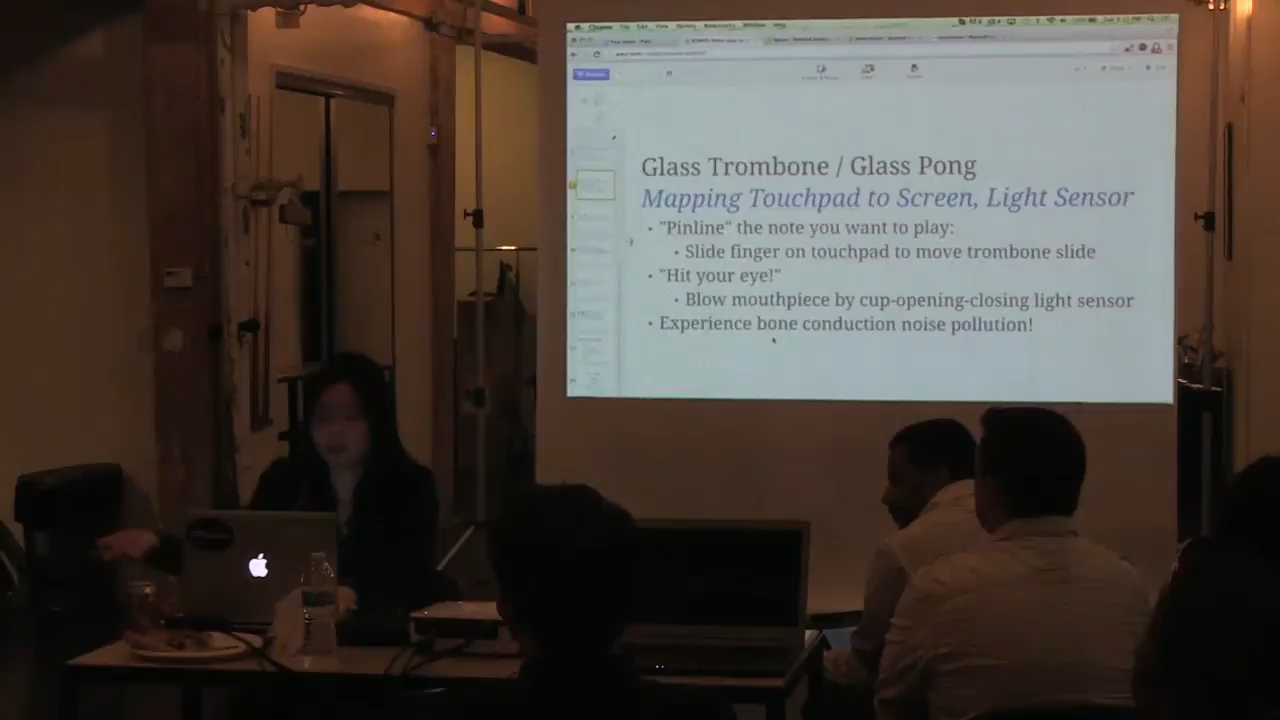 Glass Trombone / Glass Pong
Mapping Touchpad to Screen, Light Sensor
· "Pinline" the note you want to play:
· Slide finger on touchpad to move trombone slide
· "Hit your eye!"
· Blow mouthpiece by cup-opening-closing light sensor
· Experience bone conduction noise pollution!